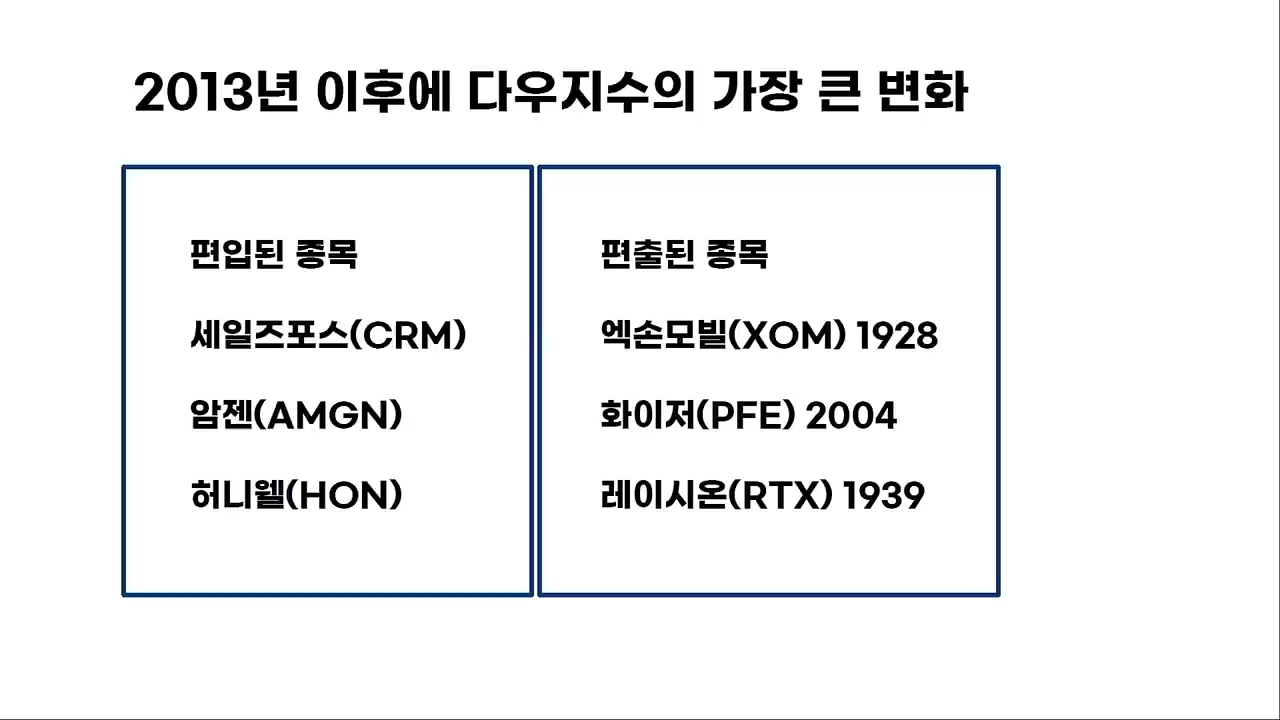 2013년 이후에 다우지수의 가장 큰 변화
편입된 종목
세일즈포스(CRM)
암젠(AMGN)
허니웰(HON)
편출된 종목
엑손모빌(XOM) 1928
화이저(PFE) 2004
레이시온(RTX) 1939